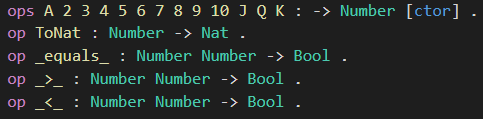 ops A 2 3 4 5 6 7 8 9 10 J Q K : -> Number [ctor] .
op ToNat : Number -> Nat .
op _equals_ : Number Number -> Bool .
op _>_ : Number Number -> Bool .
op _<_ : Number Number -> Bool .